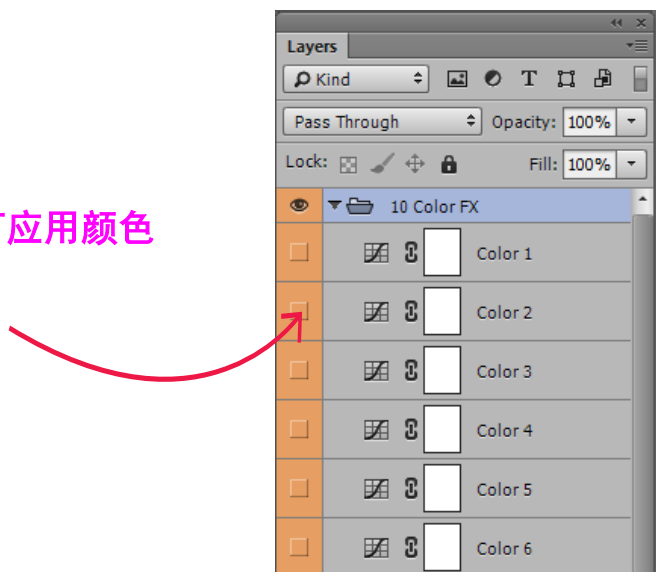 Layers
Kind
Pass Through Opacity: 100%
Lock: Fill: 100%
10 Color FX
应用颜色
Color 1
Color 2
Color 3
Color 4
Color 5
Color 6